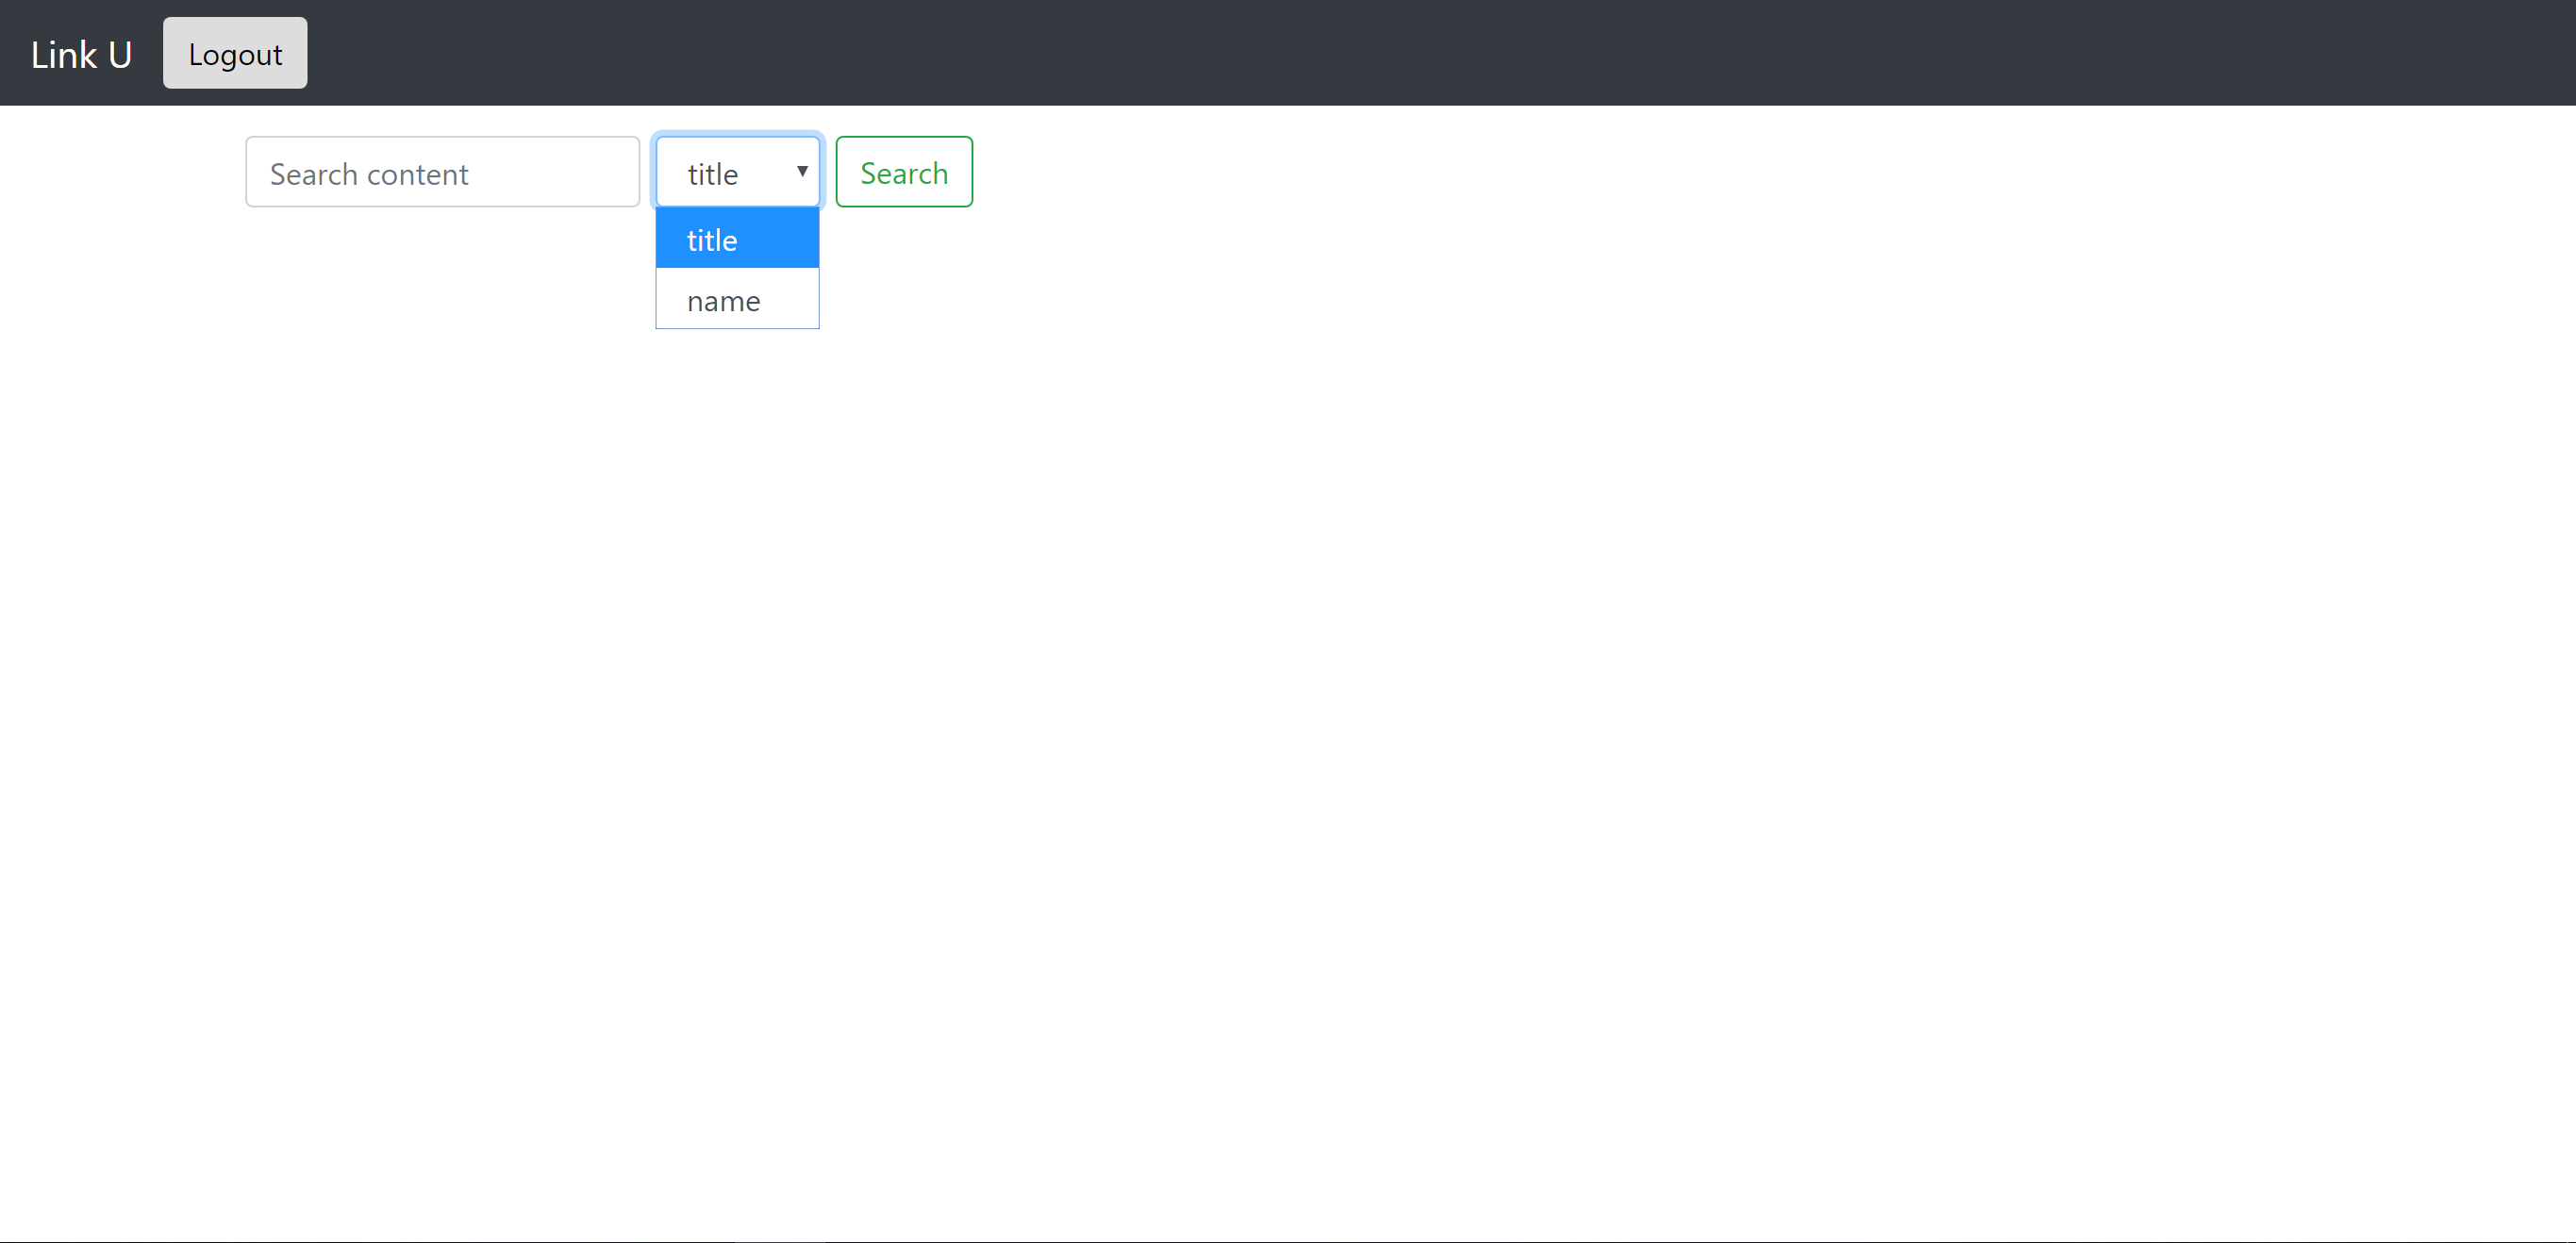 Link U Logout
Search content title ▼ Search
title
name